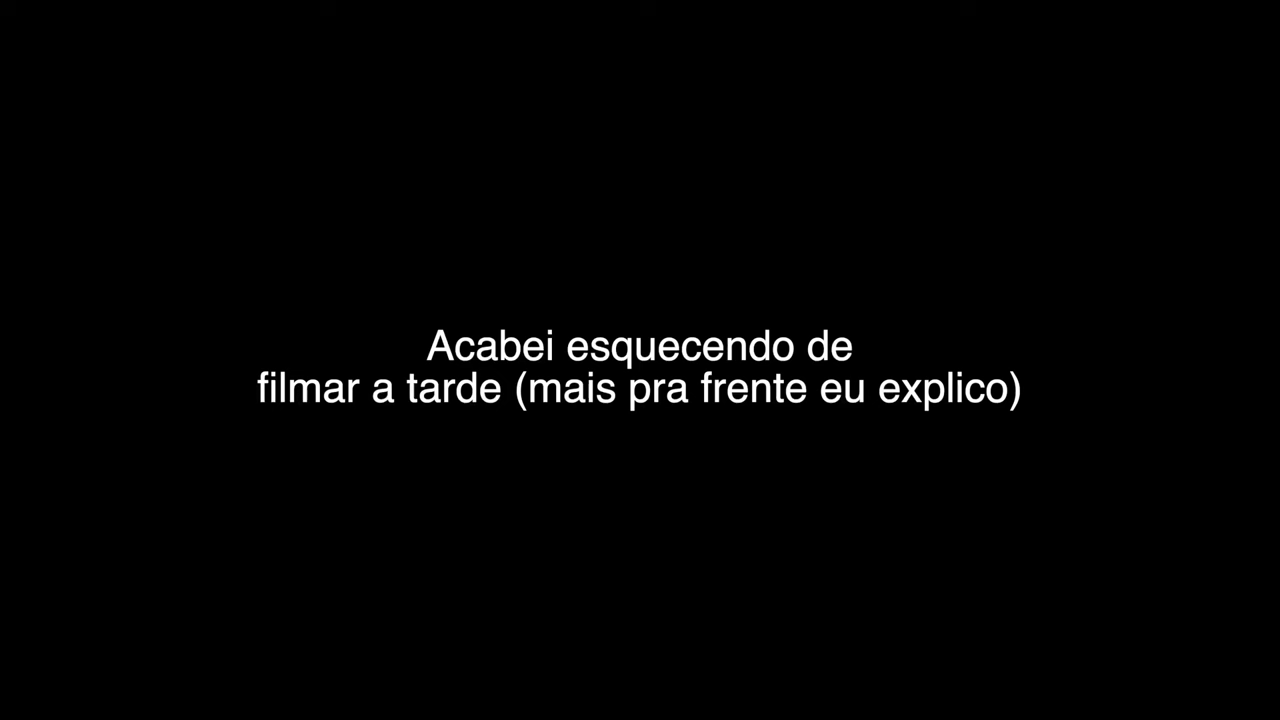 Acabei esquecendo de
filmar a tarde (mais pra frente eu explico)